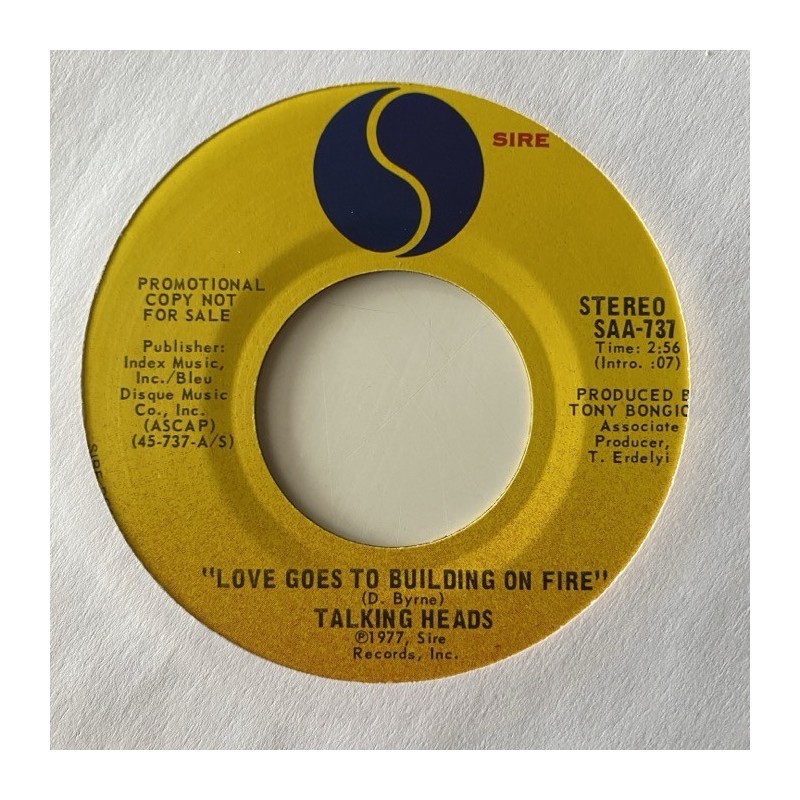 SIRE
PROMOTIONAL
COPY NOT
FOR SALE
Publisher:
Index Music,
Inc./Bleu
Disque Music
Co., Inc.
(ASCAP)
(45-737-A/S)
STEREO
SAA-737
Time: 2:56
(Intro. :07)
PRODUCED
TONY
Associate
Producer,
T. Erdelyi
"LOVE GOES TO BUILDING ON FIRE"
(D. Byrne)
TALKING HEADS
℗1977, Sire
Records, Inc.